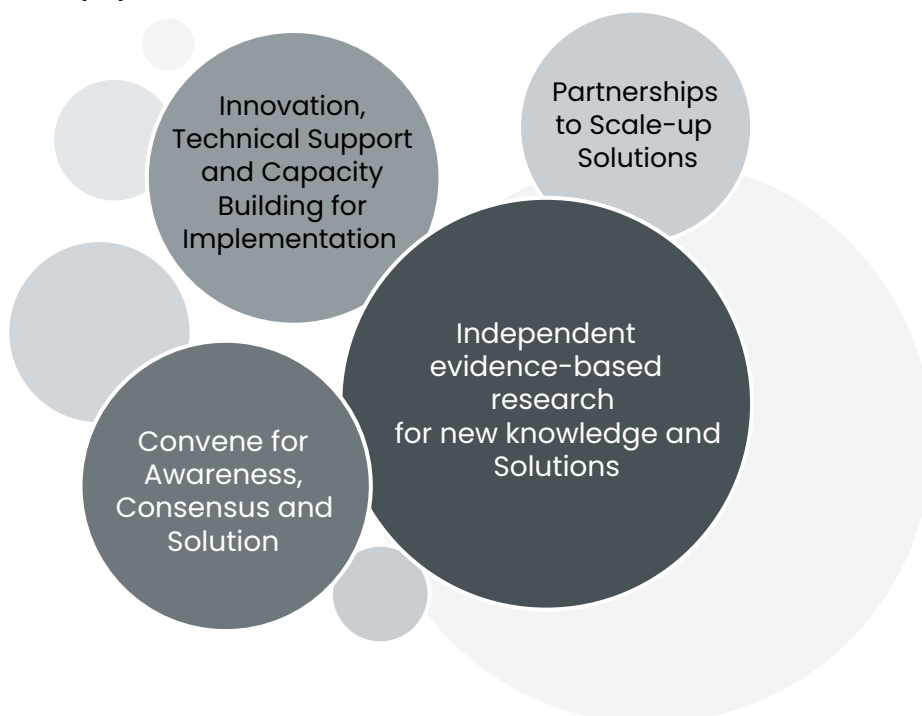 Innovation,
Technical Support
and Capacity
Building for
Implementation
Partnerships
to Scale-up
Solutions
Independent
evidence-based
research
for new knowledge and
Solutions
Convene for
Awareness,
Consensus and
Solution